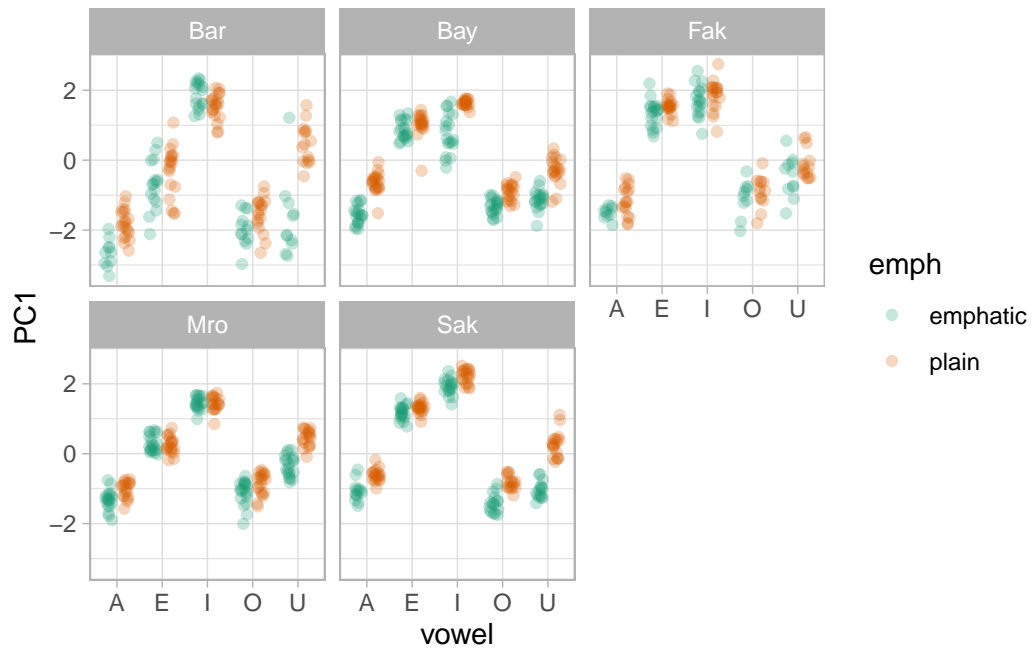 Bar
Bay
Fak
2
0
−2
A E I O U
Mro
Sak
2
0
−2
A E I O U
A E I O U
PC1
vowel
emph
emphatic
plain